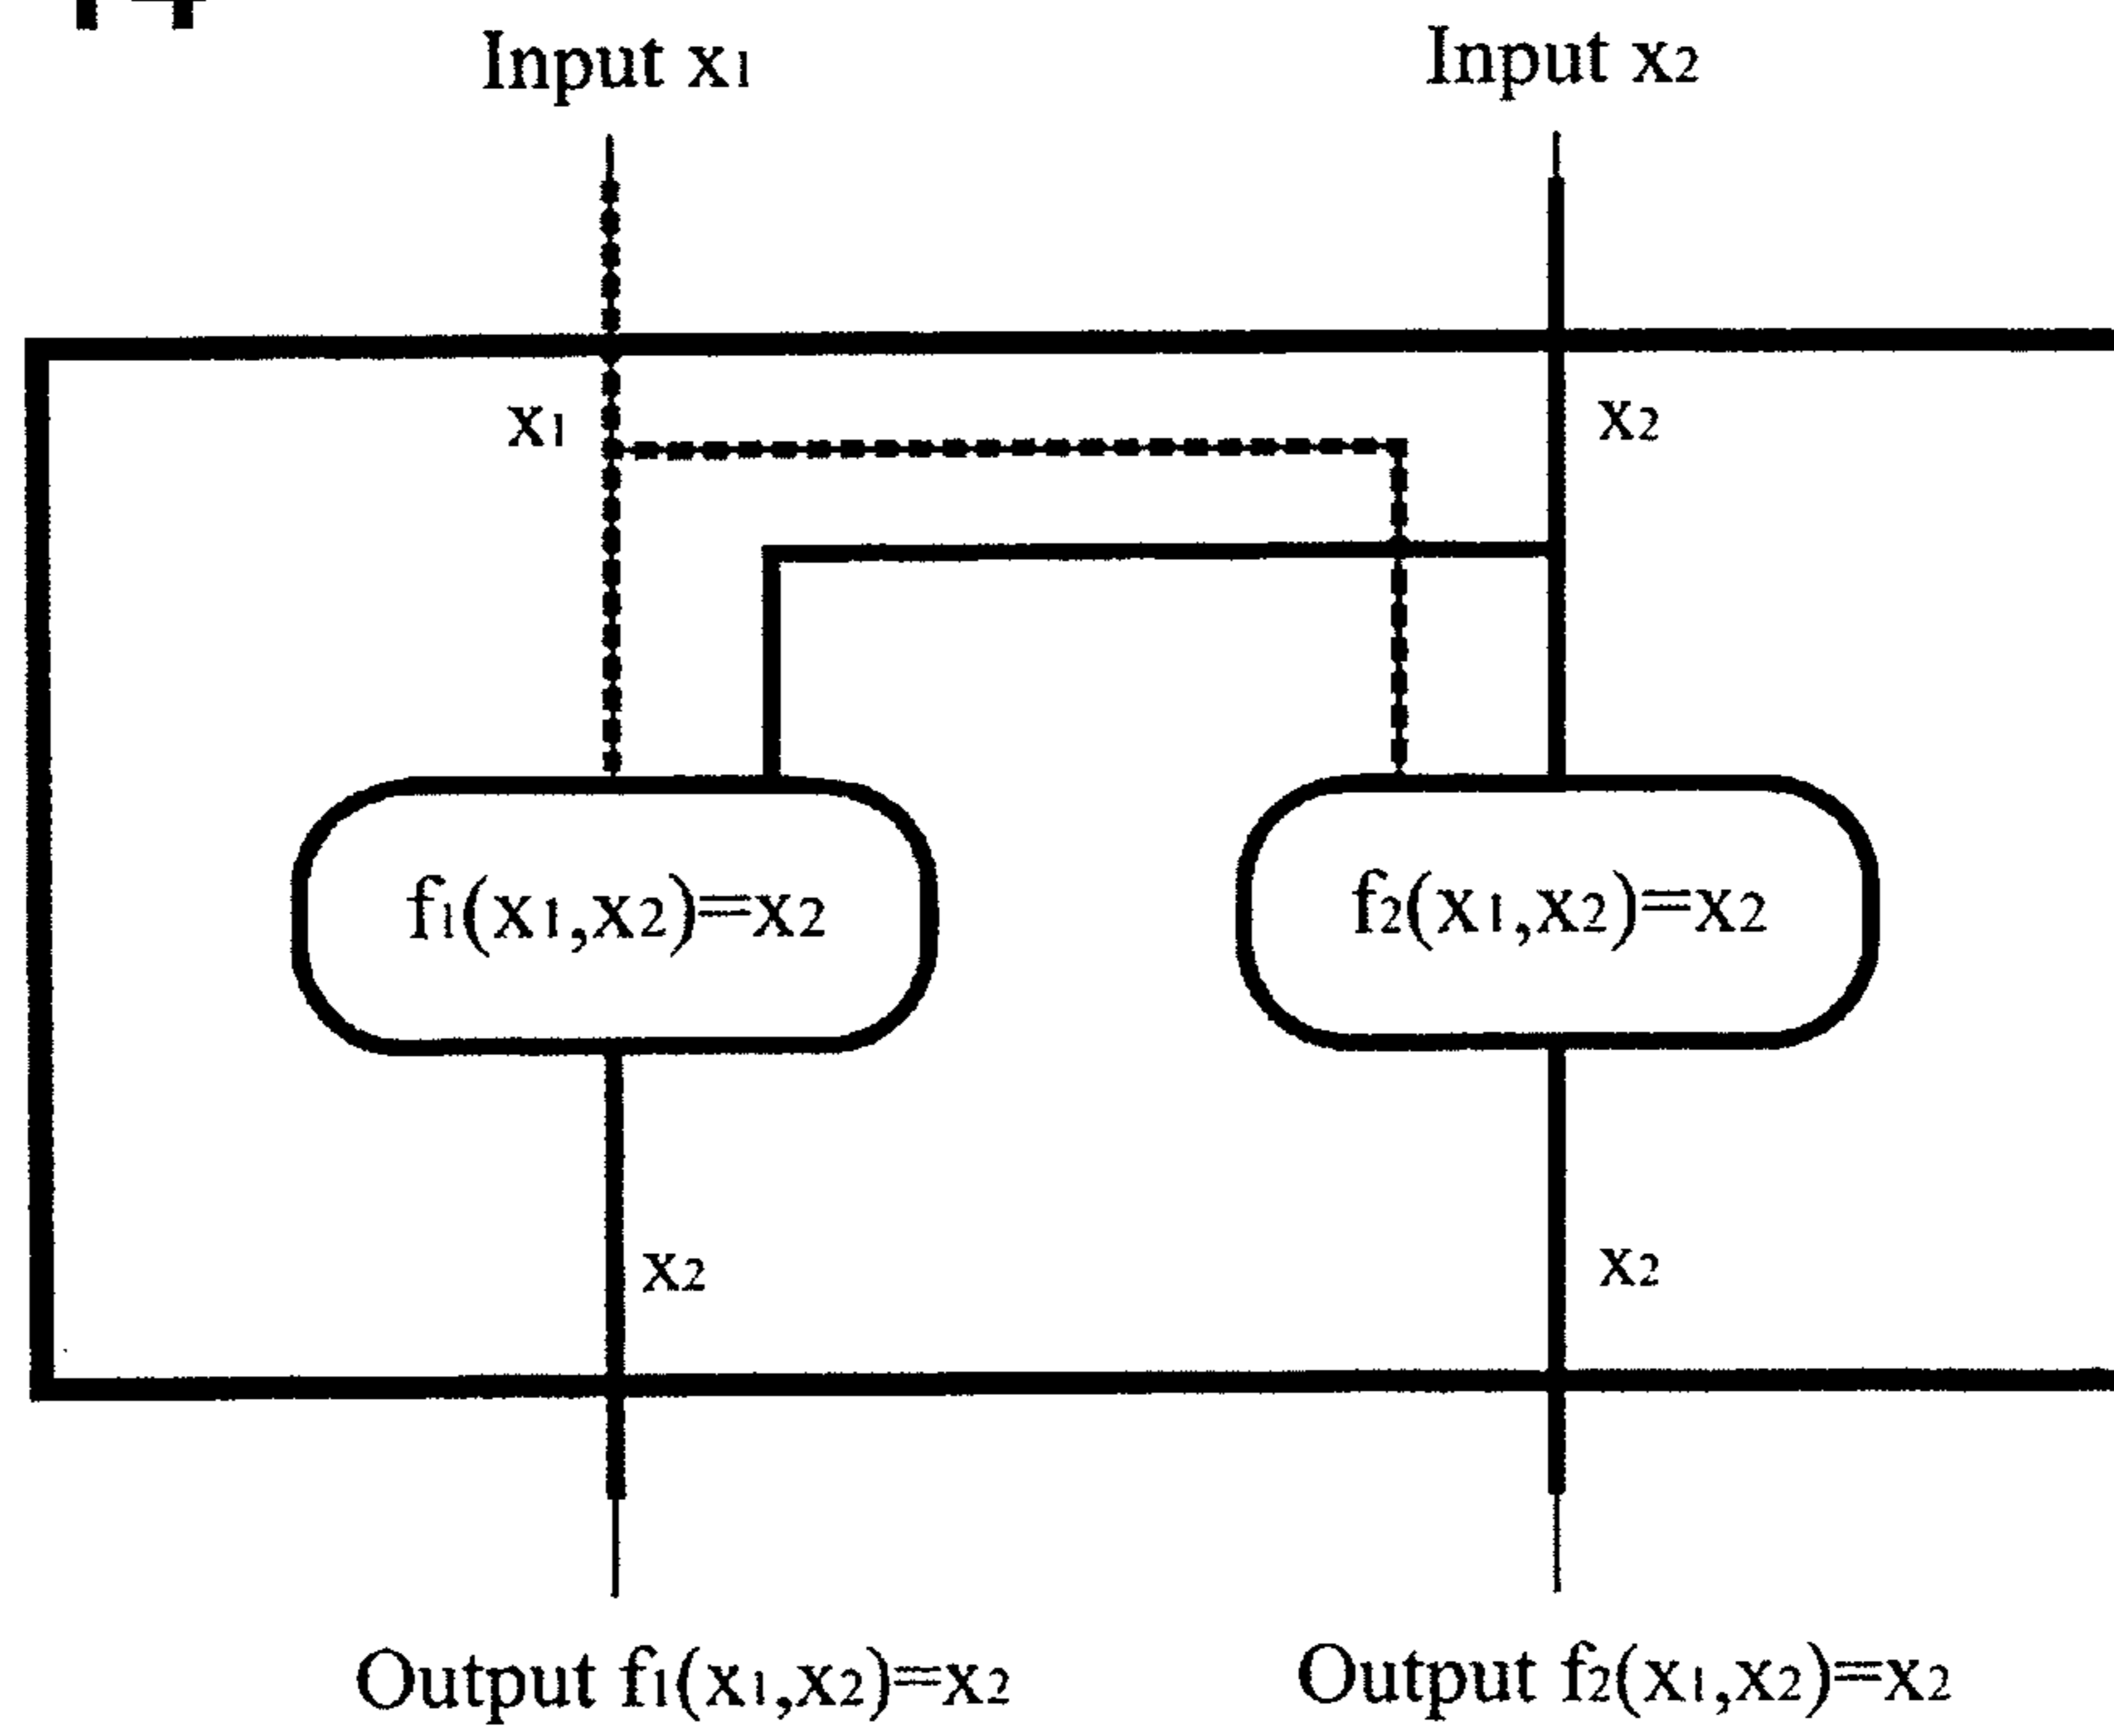 Input x1 Input x2
x1 x2
f1(x1,x2)=x2 f2(x1,x2)=x2
x2 x2
Output f1(x1,x2)=x2 Output f2(x1,x2)=x2